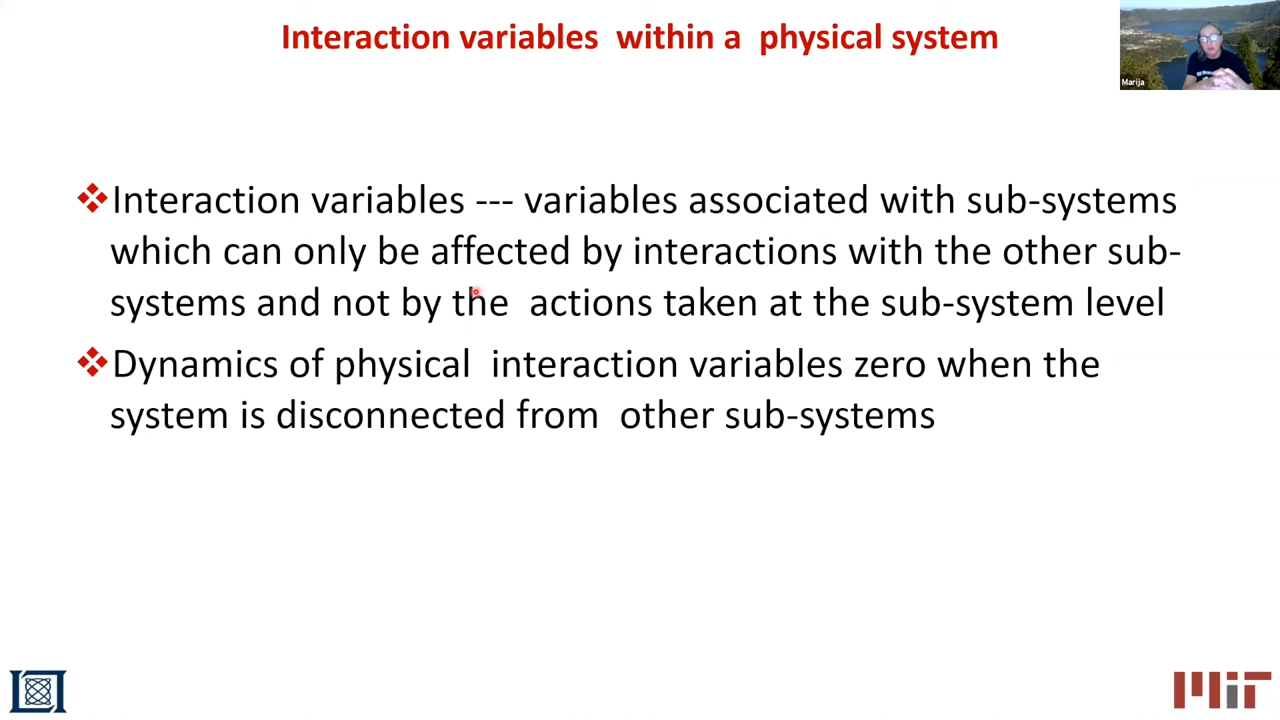 Interaction variables within a physical system
Marija
❖Interaction variables --- variables associated with sub-systems
which can only be affected by interactions with the other sub-
systems and not by the actions taken at the sub-system level
❖Dynamics of physical interaction variables zero when the
system is disconnected from other sub-systems
MIT